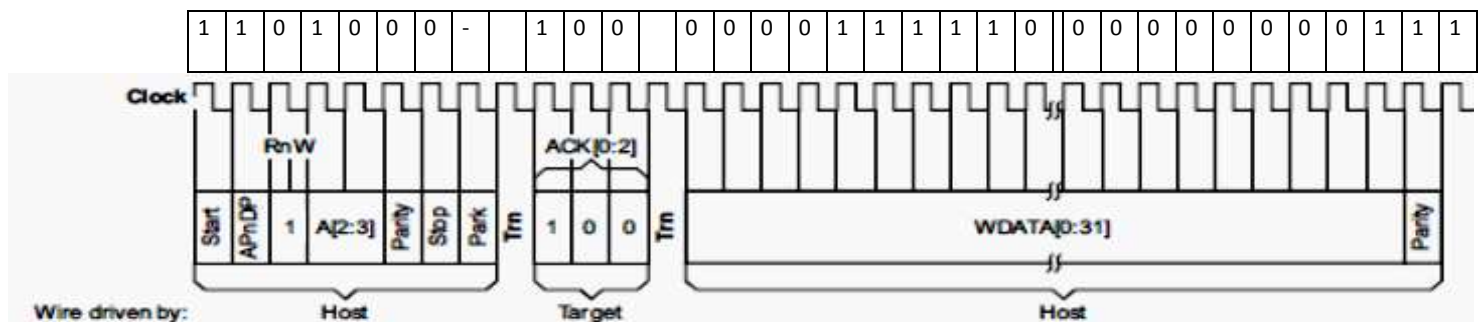 1 1 0 1 0 0 0 - 1 0 0 0 0 0 0 1 1 1 1 1 0 0 0 0 0 0 0 0 0 1 1 1
Clock
RnW ACK[0:2]
Start APnDP 1 A[2:3] Parity Stop Park Trn 1 0 0 Trn WDATA[0:31] Parity
Wire driven by: Host Target Host